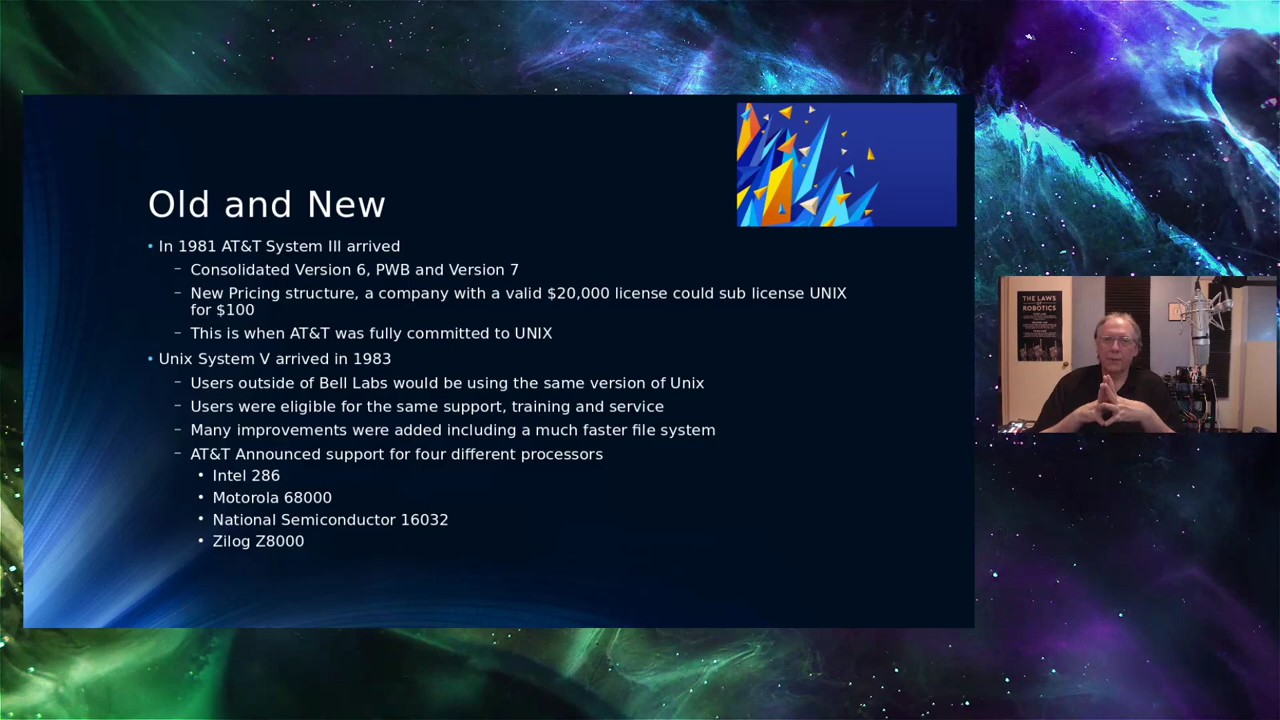 Old and New
• In 1981 AT&T System III arrived
– Consolidated Version 6, PWB and Version 7
– New Pricing structure, a company with a valid $20,000 license could sub license UNIX
for $100
– This is when AT&T was fully committed to UNIX
• Unix System V arrived in 1983
– Users outside of Bell Labs would be using the same version of Unix
– Users were eligible for the same support, training and service
– Many improvements were added including a much faster file system
– AT&T Announced support for four different processors
• Intel 286
• Motorola 68000
• National Semiconductor 16032
• Zilog Z8000
THE LAWS
OF
ROBOTICS